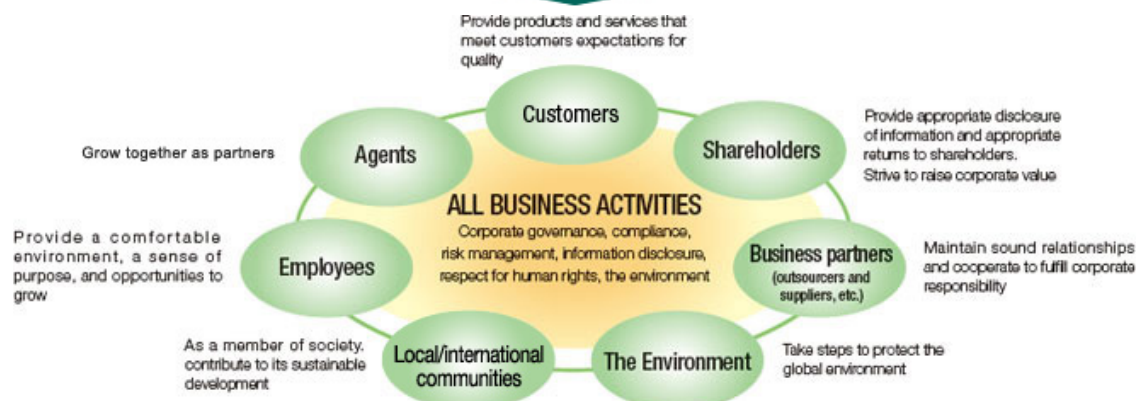 Provide products and services that
meet customers expectations for
quality
Customers
Agents
Grow together as partners
Shareholders
Provide appropriate disclosure
of information and appropriate
returns to shareholders.
Strive to raise corporate value
ALL BUSINESS ACTIVITIES
Corporate governance, compliance,
risk management, information disclosure,
respect for human rights, the environment
Employees
Provide a comfortable
environment, a sense of
purpose, and opportunities to
grow
Business partners
(outsourcers and
suppliers, etc.)
Maintain sound relationships
and cooperate to fulfill corporate
responsibility
As a member of society.
contribute to its sustainable
development
Local/international
communities
The Environment
Take steps to protect the
global environment